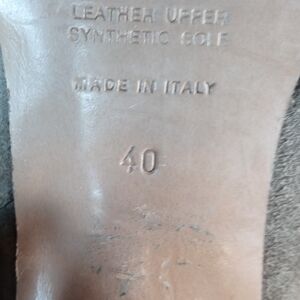 LEATHER UPPER
SYNTHETIC SOLE
MADE IN ITALY
40